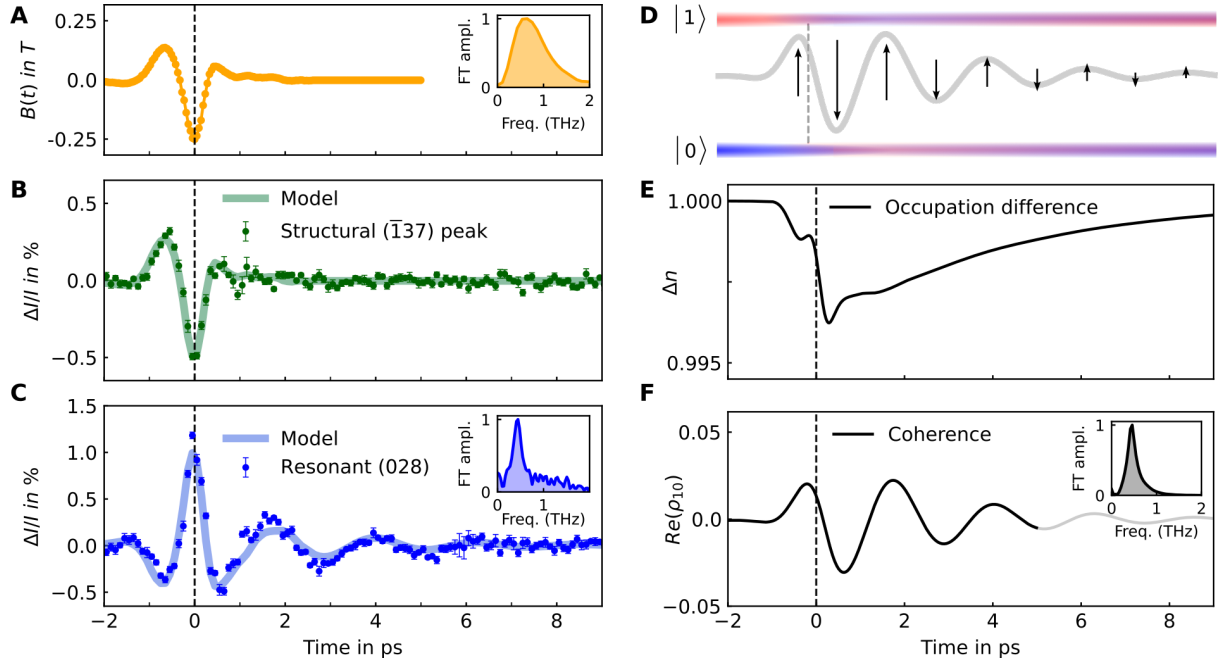 A
0.25
0.0
-0.25
B(t) in T
FT ampl.
1
0
0 1 2
Freq. (THz)
B
0.5
0.0
−0.5
ΔI/I in %
Model
Structural (1̅37) peak
C
1.5
1.0
0.5
0.0
−0.5
ΔI/I in %
Model
Resonant (028)
FT ampl.
1
0
0 1
Freq. (THz)
−2 0 2 4 6 8
Time in ps
D
|1⟩
|0⟩
E
1.000
0.995
Δn
Occupation difference
F
0.05
0.0
−0.05
Re(ρ₁₀)
Coherence
FT ampl.
1
0
0 1 2
Freq. (THz)
−2 0 2 4 6 8
Time in ps